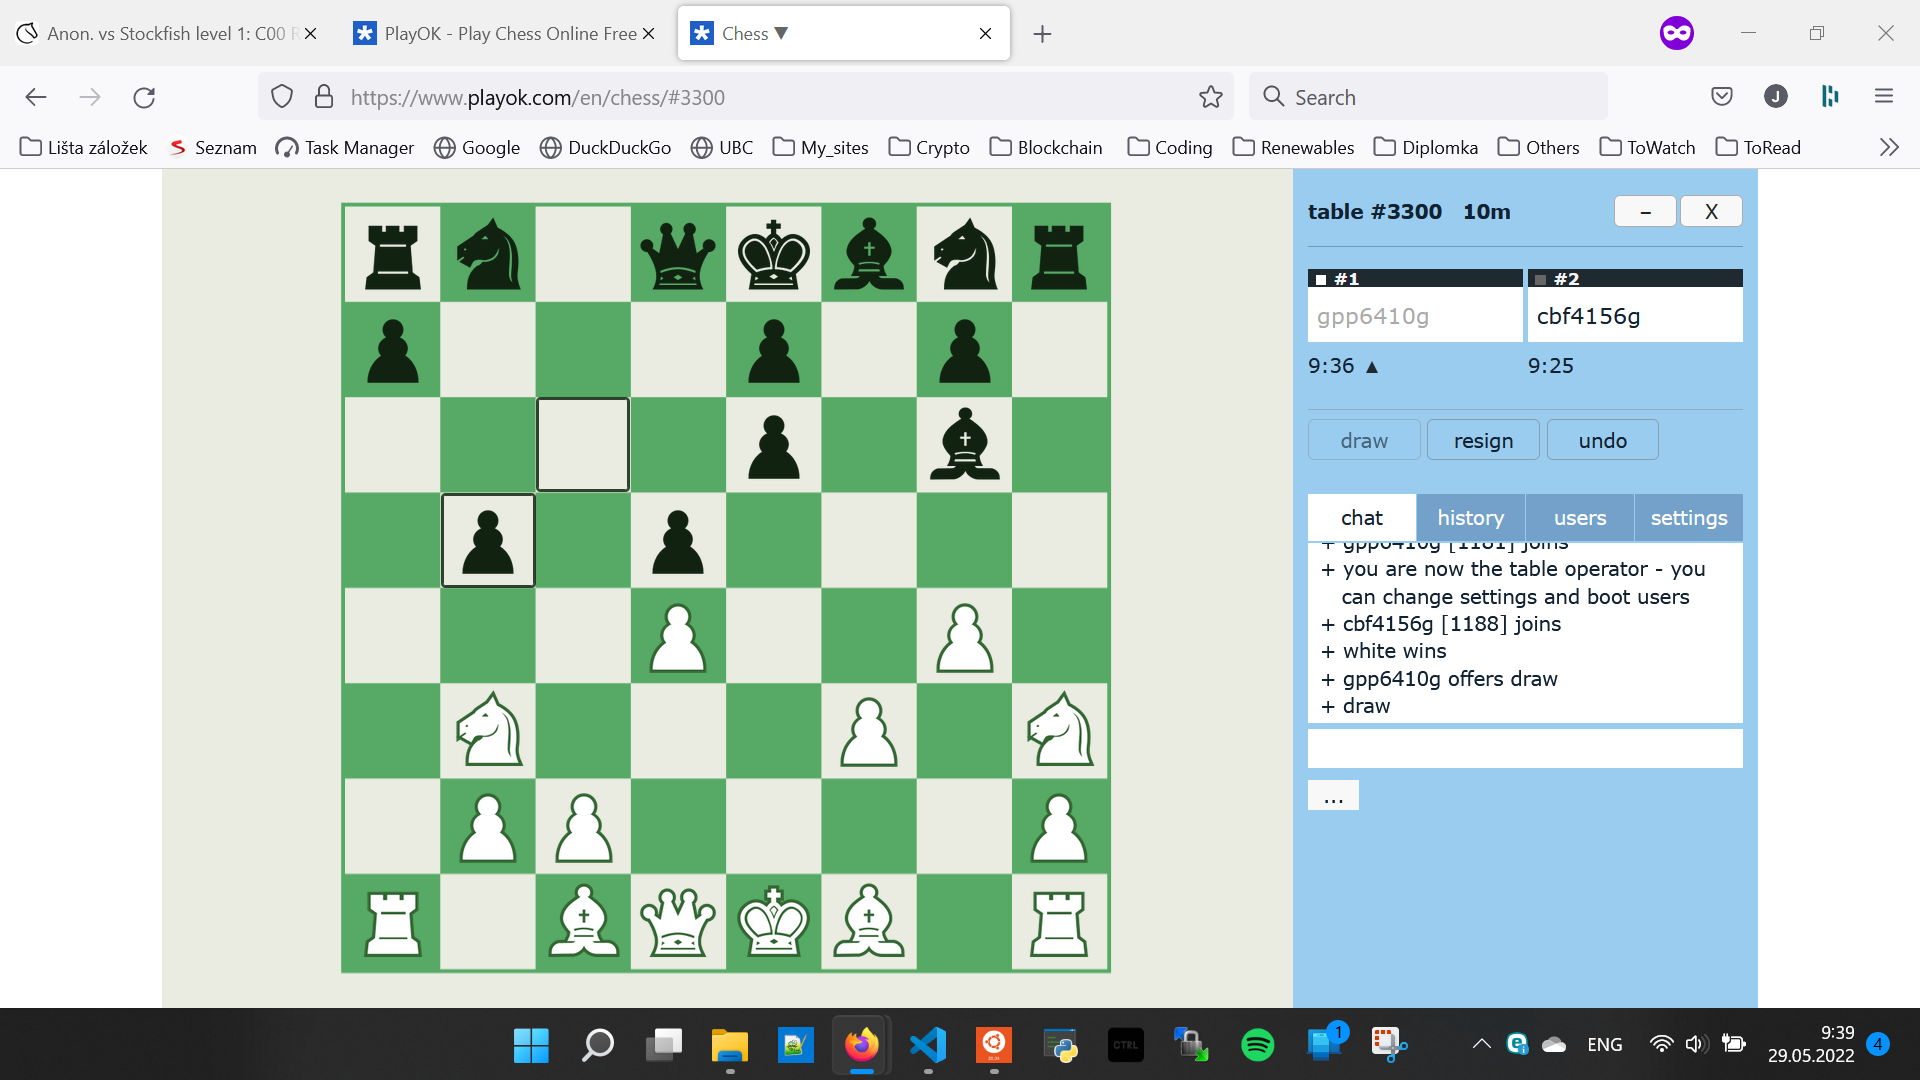 Anon. vs Stockfish level 1: C00 R
PlayOK - Play Chess Online Free
Chess ▼
https://www.playok.com/en/chess/#3300
Search
J
Lišta záložek
Seznam
Task Manager
Google
DuckDuckGo
UBC
My_sites
Crypto
Blockchain
Coding
Renewables
Diplomka
Others
ToWatch
ToRead
table #3300 10m
–
X
#1
#2
gpp6410g
cbf4156g
9:36 ▲
9:25
draw
resign
undo
chat
history
users
settings
+ gpp6410g [1181] joins
+ you are now the table operator - you
can change settings and boot users
+ cbf4156g [1188] joins
+ white wins
+ gpp6410g offers draw
+ draw
...
CTRL
1
ENG
9:39
29.05.2022
4